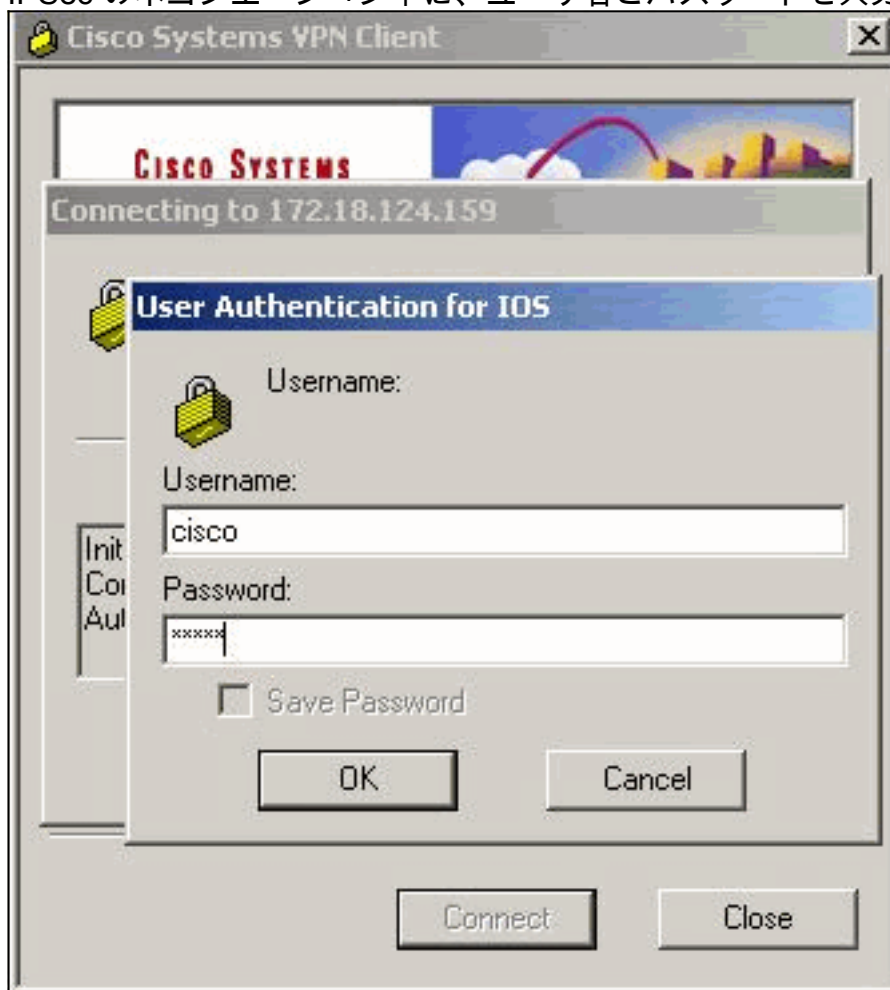 Cisco Systems VPN Client
CISCO SYSTEMS
Connecting to 172.18.124.159
User Authentication for IOS
Username:
Username:
cisco
Init
Password:
*****
Save Password
OK
Cancel
Connect
Close